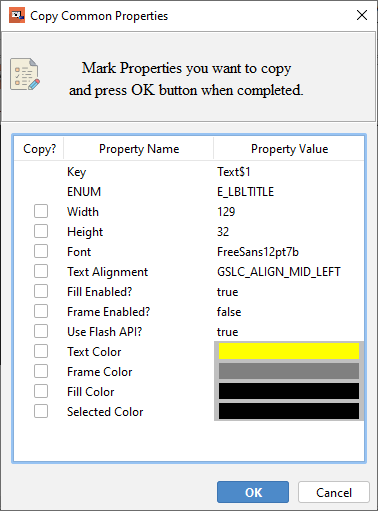 Copy Common Properties
Mark Properties you want to copy
and press OK button when completed.
Copy? Property Name Property Value
Key Text$1
ENUM E_LBLTITLE
Width 129
Height 32
Font FreeSans12pt7b
Text Alignment GSLC_ALIGN_MID_LEFT
Fill Enabled? true
Frame Enabled? false
Use Flash API? true
Text Color
Frame Color
Fill Color
Selected Color
OK Cancel